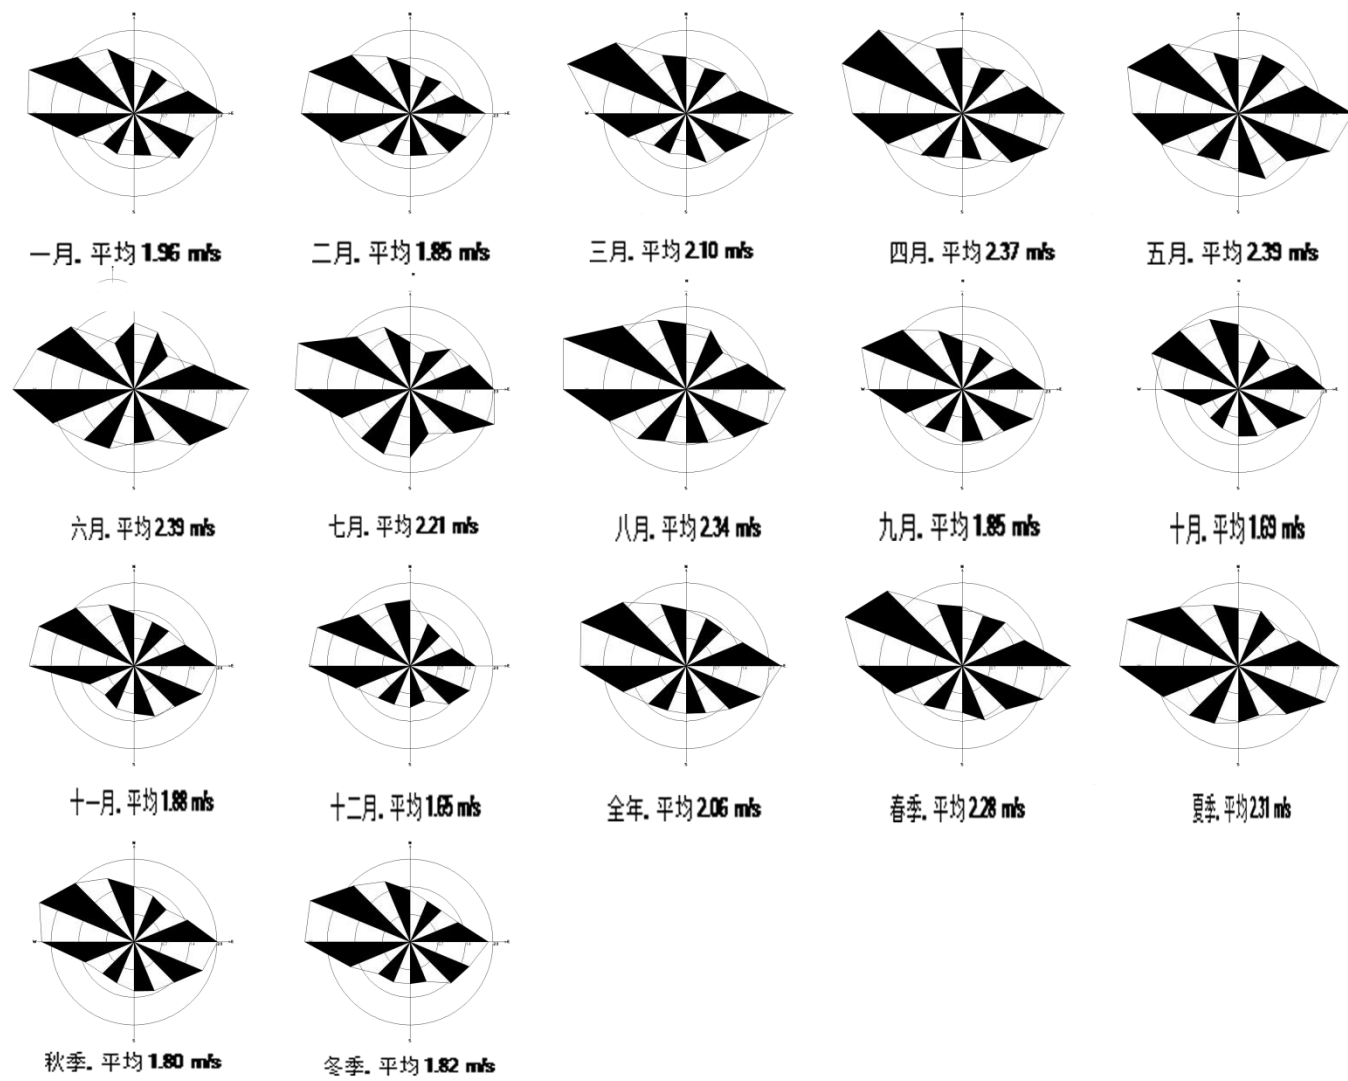 一月. 平均 1.96 m/s
二月. 平均 1.85 m/s
三月. 平均 2.10 m/s
四月. 平均 2.37 m/s
五月. 平均 2.39 m/s
六月. 平均 2.39 m/s
七月. 平均 2.21 m/s
八月. 平均 2.34 m/s
九月. 平均 1.85 m/s
十月. 平均 1.69 m/s
十一月. 平均 1.88 m/s
十二月. 平均 1.65 m/s
全年. 平均 2.06 m/s
春季. 平均 2.28 m/s
夏季. 平均 2.31 m/s
秋季. 平均 1.80 m/s
冬季. 平均 1.82 m/s